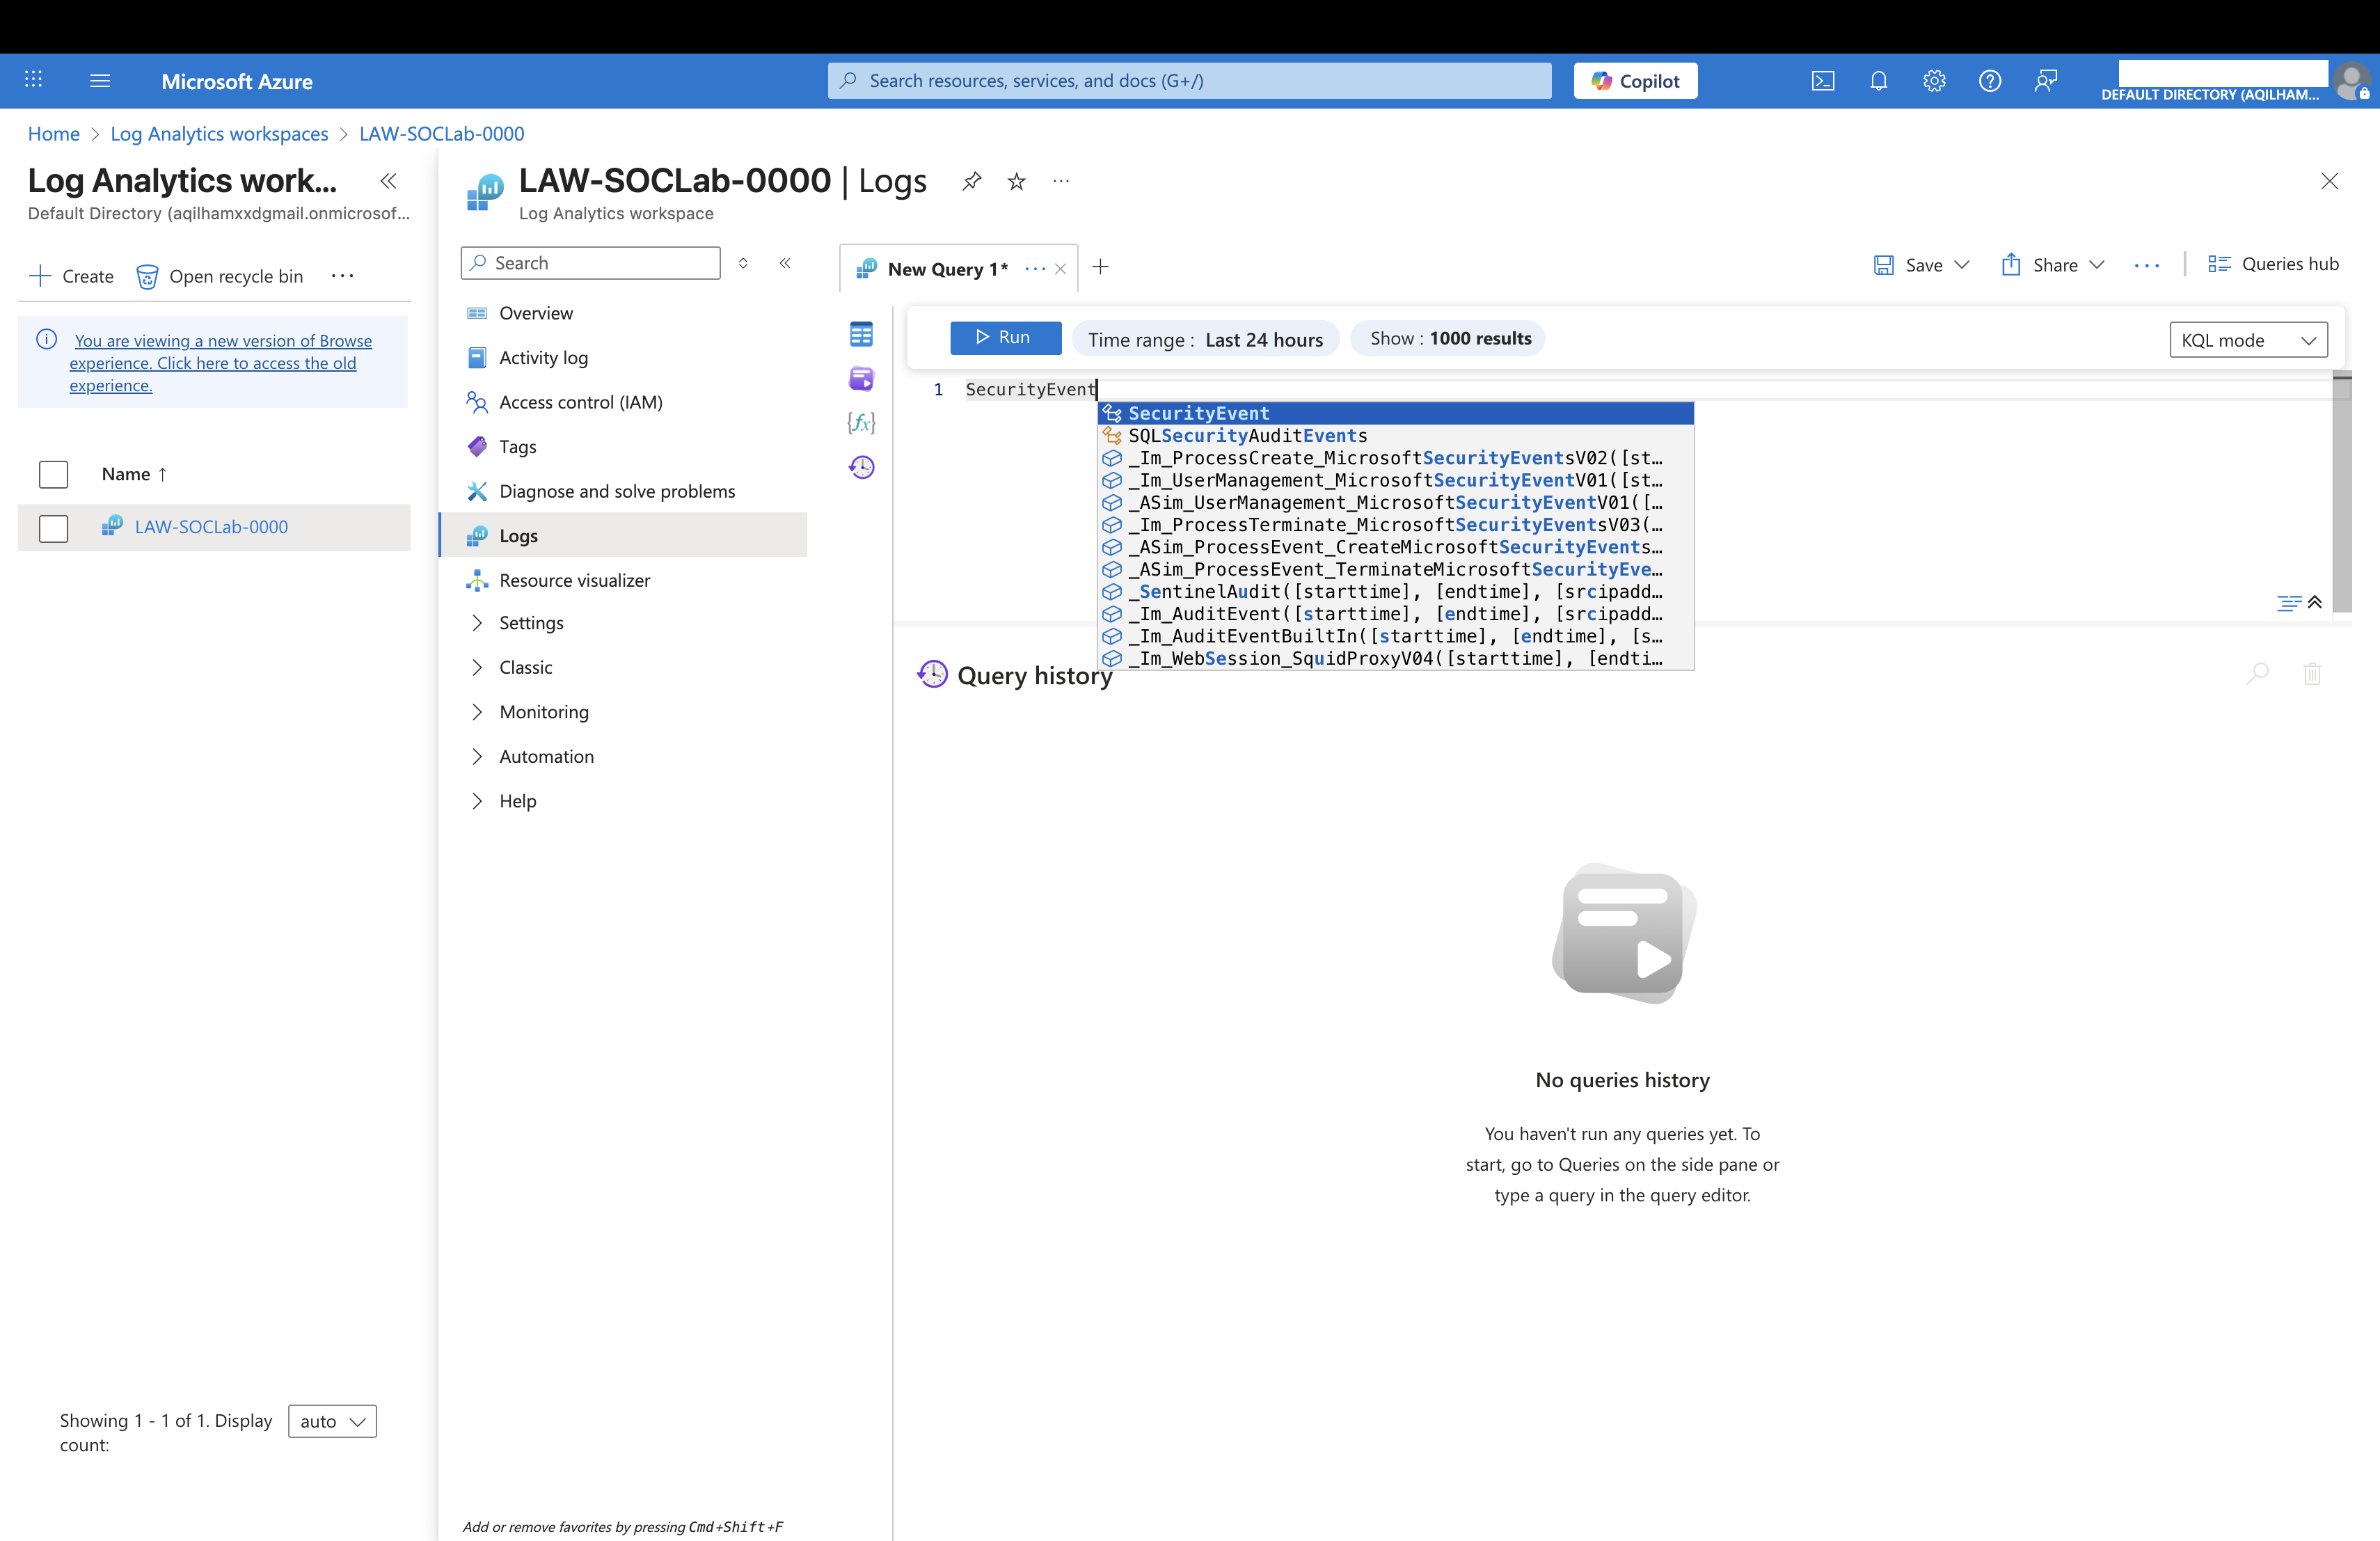 Microsoft Azure
Search resources, services, and docs (G+/)
Copilot
DEFAULT DIRECTORY (AQILHAM...
Home > Log Analytics workspaces > LAW-SOCLab-0000
Log Analytics work...
Default Directory (aqilhamxxdgmail.onmicrosof...
Create
Open recycle bin
You are viewing a new version of Browse
experience. Click here to access the old
experience.
Name ↑
LAW-SOCLab-0000
Showing 1 - 1 of 1. Display
count:
auto
LAW-SOCLab-0000 | Logs
Log Analytics workspace
Search
Overview
Activity log
Access control (IAM)
Tags
Diagnose and solve problems
Logs
Resource visualizer
Settings
Classic
Monitoring
Automation
Help
Add or remove favorites by pressing Cmd+Shift+F
New Query 1*
Save
Share
Queries hub
Run
Time range : Last 24 hours
Show : 1000 results
KQL mode
1 SecurityEvent
SecurityEvent
SQLSecurityAuditEvents
_Im_ProcessCreate_MicrosoftSecurityEventsV02([st…
_Im_UserManagement_MicrosoftSecurityEventV01([st…
_ASim_UserManagement_MicrosoftSecurityEventV01([…
_Im_ProcessTerminate_MicrosoftSecurityEventsV03(…
_ASim_ProcessEvent_CreateMicrosoftSecurityEvents…
_ASim_ProcessEvent_TerminateMicrosoftSecurityEve…
_SentinelAudit([starttime], [endtime], [srcipadd…
_Im_AuditEvent([starttime], [endtime], [srcipadd…
_Im_AuditEventBuiltIn([starttime], [endtime], [s…
_Im_WebSession_SquidProxyV04([starttime], [endti…
{fx}
Query history
No queries history
You haven't run any queries yet. To
start, go to Queries on the side pane or
type a query in the query editor.